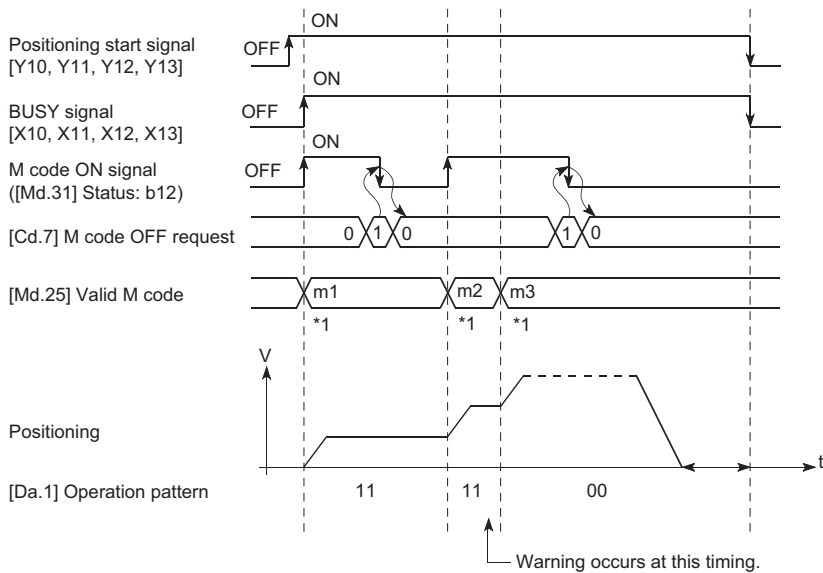 ON
Positioning start signal
[Y10, Y11, Y12, Y13]
OFF
ON
BUSY signal
[X10, X11, X12, X13]
OFF
ON
M code ON signal
([Md.31] Status: b12)
OFF
[Cd.7] M code OFF request
0 1 0 1 0
[Md.25] Valid M code
m1 m2 m3
*1 *1 *1
V
Positioning
t
[Da.1] Operation pattern
11 11 00
Warning occurs at this timing.